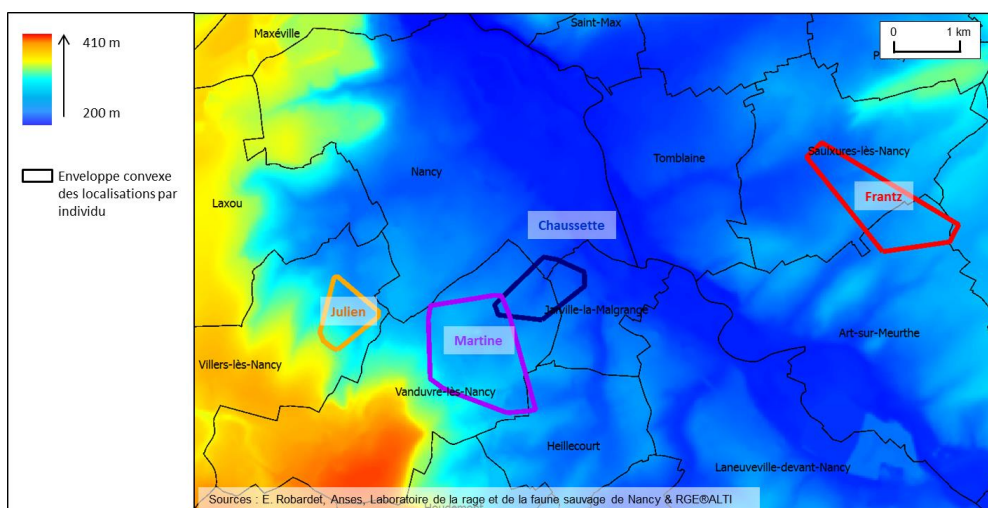 410 m
200 m
Enveloppe convexe
des localisations par
individu
0 1 km
Saint-Max
Maxéville
Nancy
Tomblaine
Saulxures-lès-Nancy
Frantz
Laxou
Chaussette
Julien
Jarville-la-Malgrange
Martine
Art-sur-Meurthe
Villers-lès-Nancy
Vandœuvre-lès-Nancy
Heillecourt
Laneuveville-devant-Nancy
Sources : E. Robardet, Anses, Laboratoire de la rage et de la faune sauvage de Nancy & RGE®ALTI